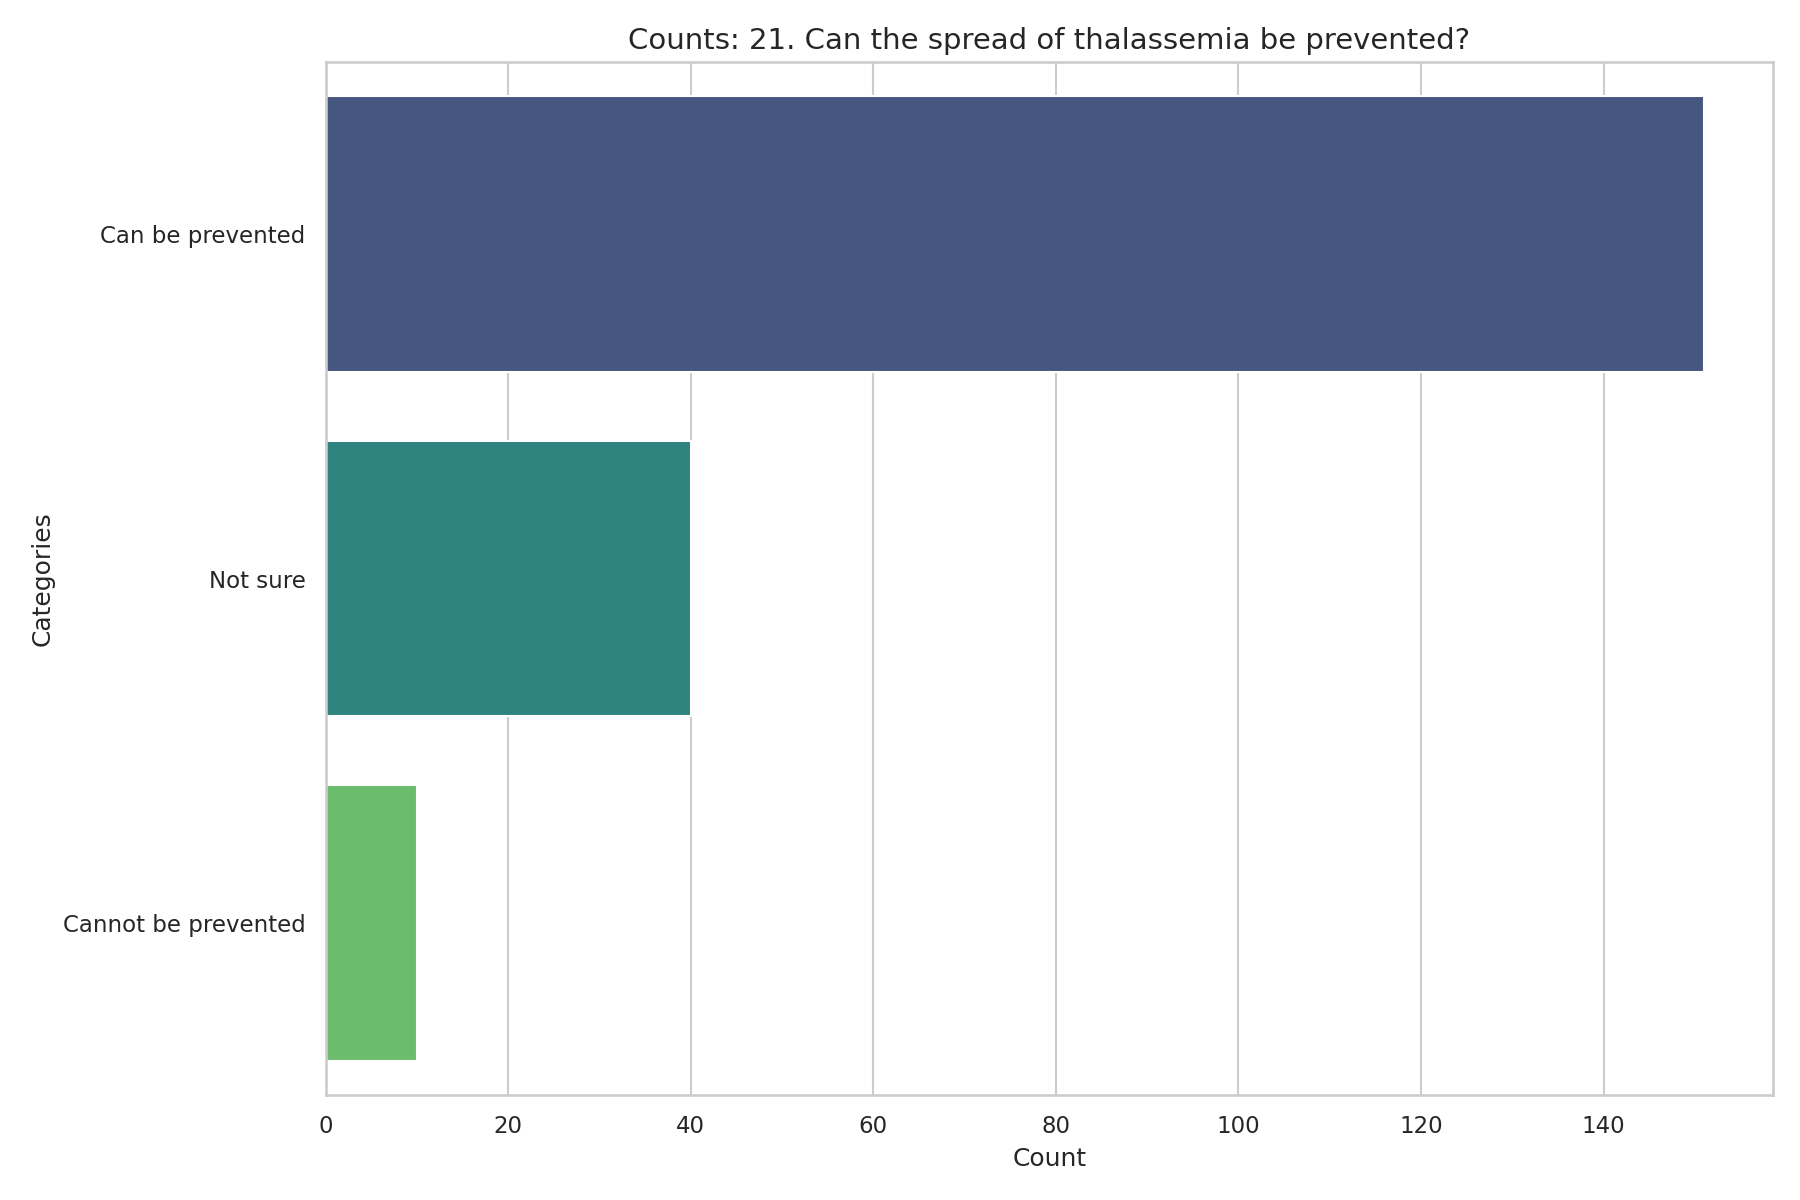 Counts: 21. Can the spread of thalassemia be prevented?
Can be prevented
Not sure
Cannot be prevented
Categories
0 20 40 60 80 100 120 140
Count